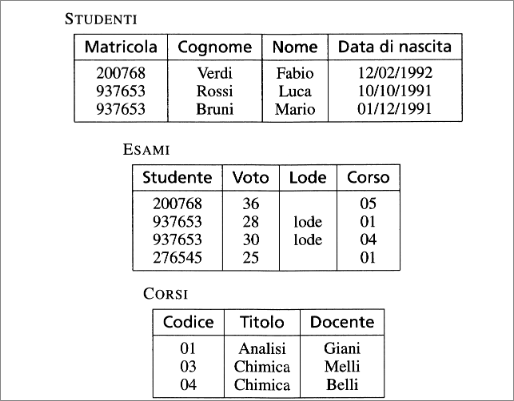 STUDENTI
Matricola Cognome Nome Data di nascita
200768 Verdi Fabio 12/02/1992
937653 Rossi Luca 10/10/1991
937653 Bruni Mario 01/12/1991
ESAMI
Studente Voto Lode Corso
200768 36 05
937653 28 lode 01
937653 30 lode 04
276545 25 01
CORSI
Codice Titolo Docente
01 Analisi Giani
03 Chimica Melli
04 Chimica Belli